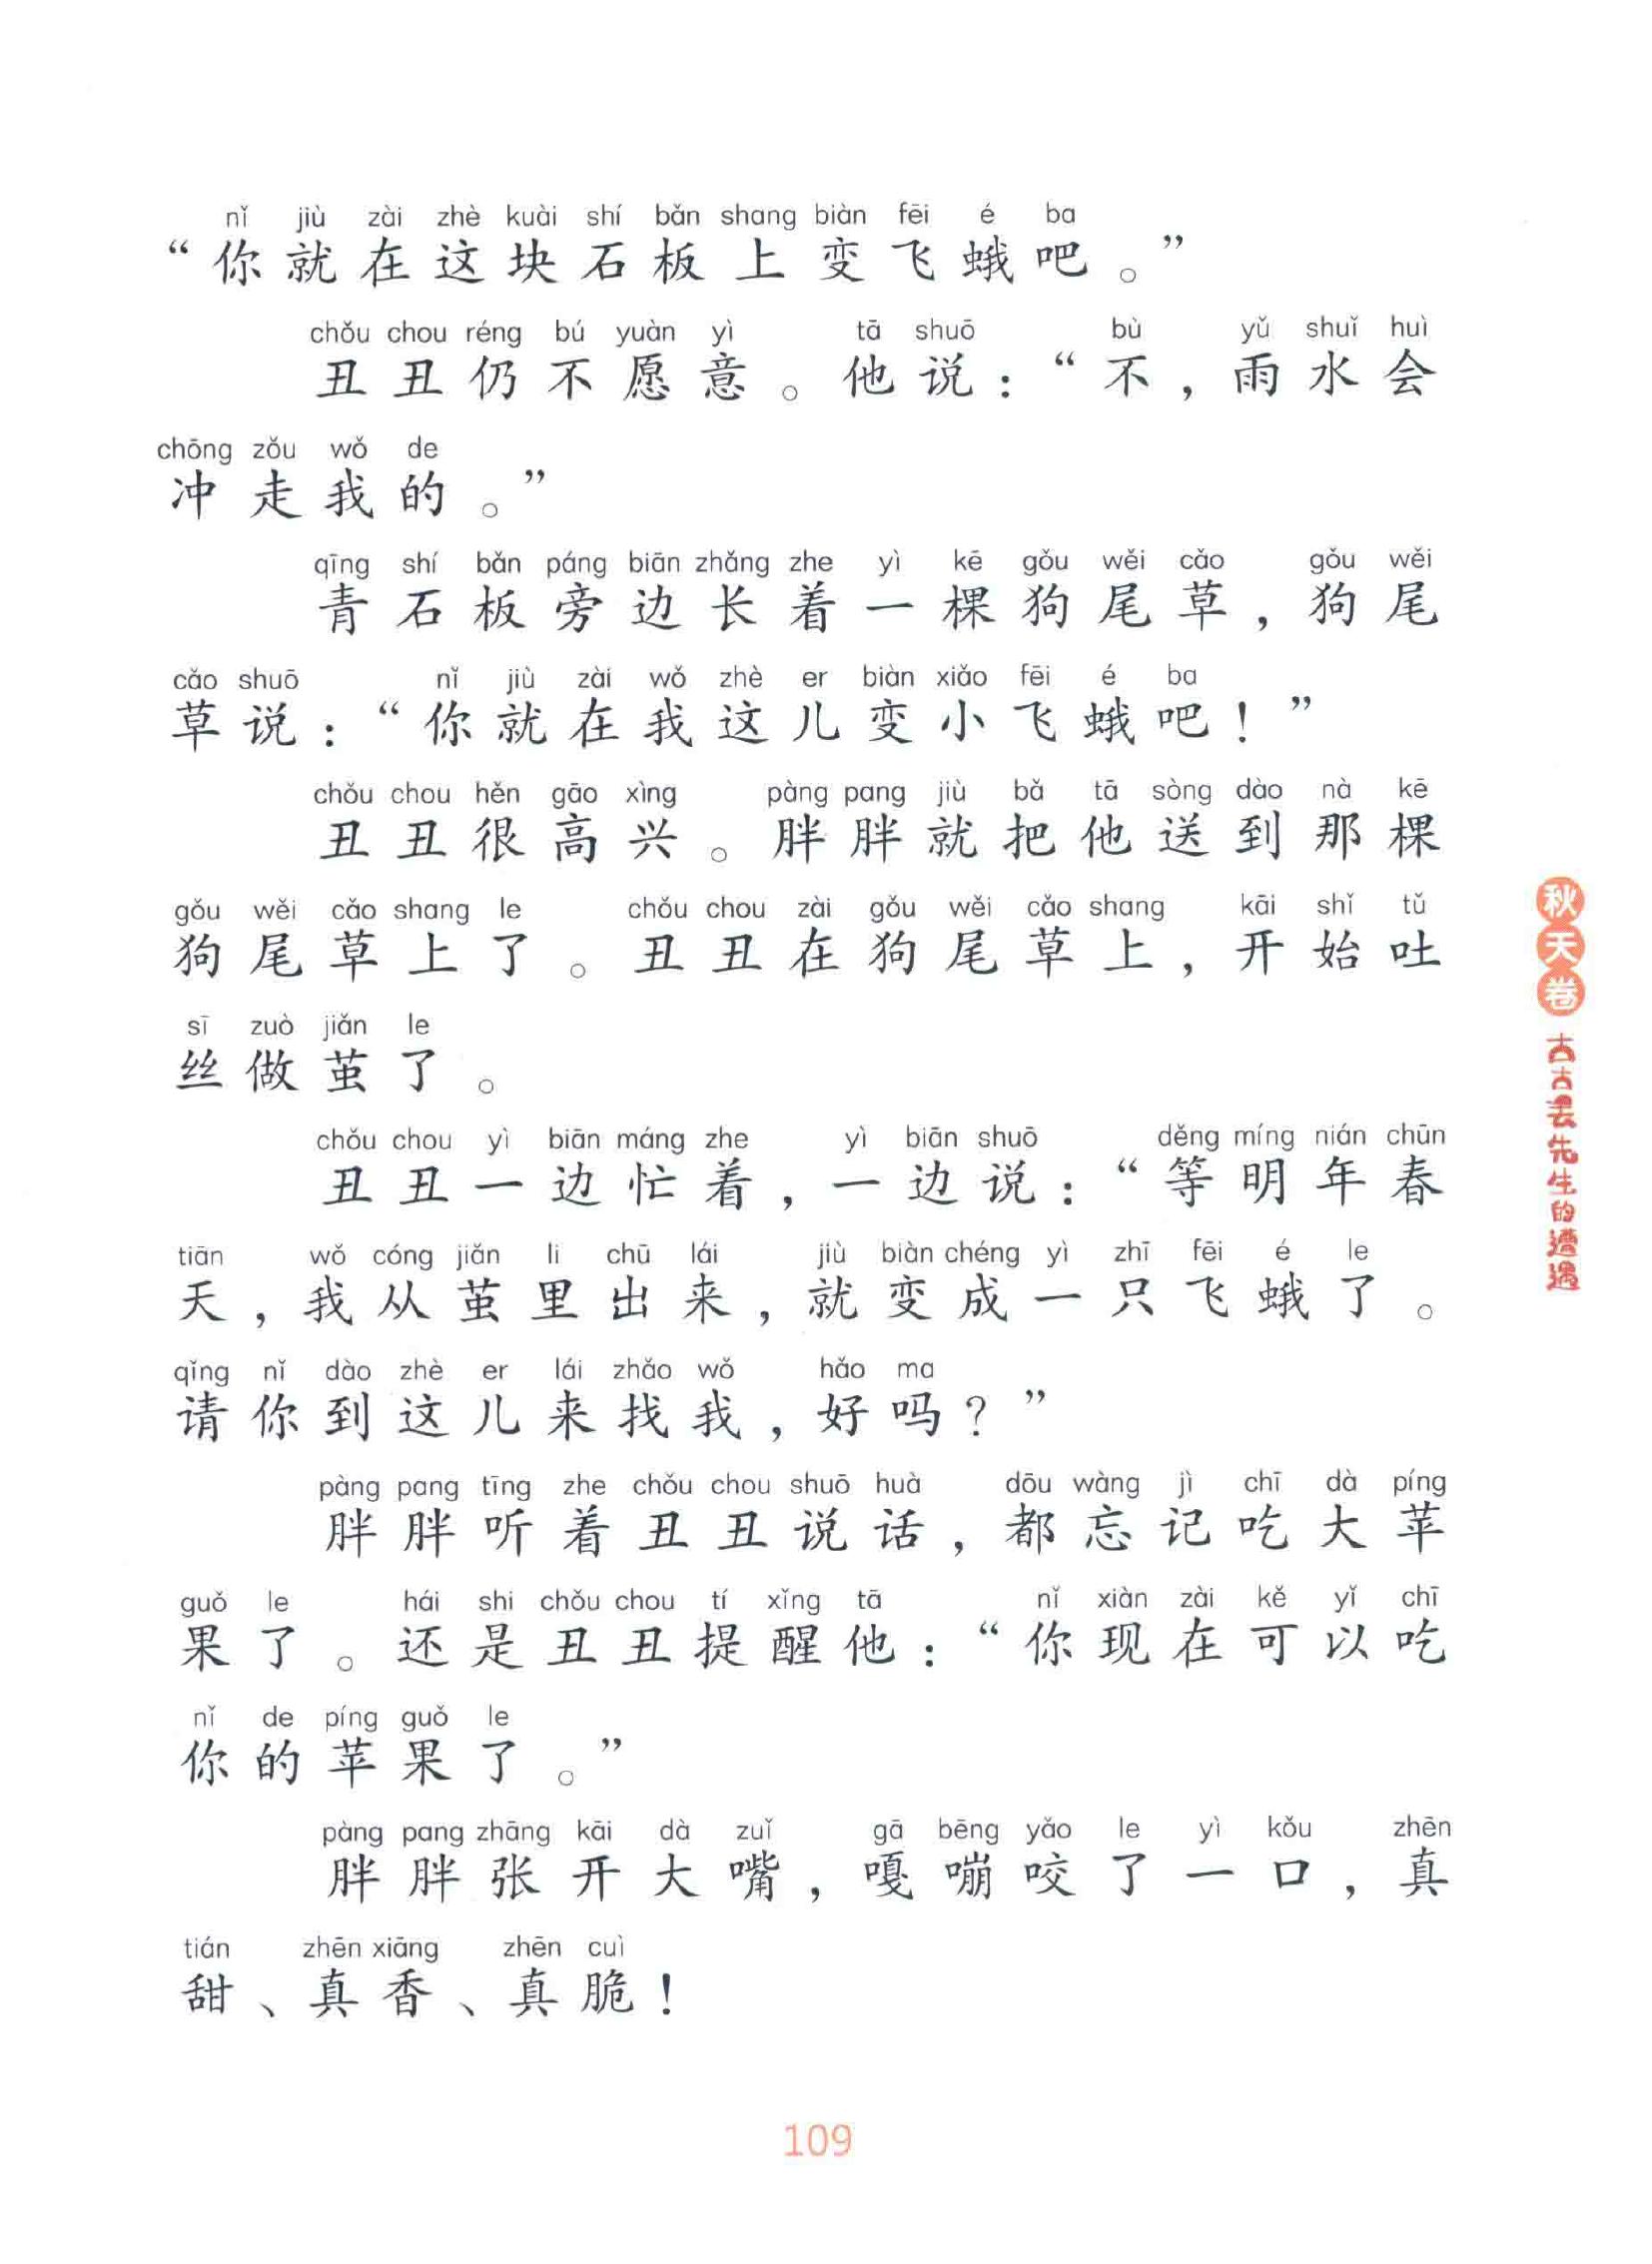 nǐ jiù zài zhè kuài shí bǎn shang biàn fēi é ba
“你就在这块石板上变飞蛾吧。”
chǒu chou réng bú yuàn yì tā shuō bù yǔ shuǐ huì
丑丑仍不愿意。他说：“不，雨水会
chōng zǒu wǒ de
冲走我的。”
qīng shí bǎn páng biān zhǎng zhe yì kē gǒu wěi cǎo gǒu wěi
青石板旁边长着一棵狗尾草，狗尾
cǎo shuō nǐ jiù zài wǒ zhè er biàn xiǎo fēi é ba
草说：“你就在我这儿变小飞蛾吧！”
chǒu chou hěn gāo xìng pàng pang jiù bǎ tā sòng dào nà kē
丑丑很高兴。胖胖就把他送到那棵
gǒu wěi cǎo shang le chǒu chou zài gǒu wěi cǎo shang kāi shǐ tǔ
狗尾草上了。丑丑在狗尾草上，开始吐
sī zuò jiǎn le
丝做茧了。
chǒu chou yì biān máng zhe yì biān shuō děng míng nián chūn
丑丑一边忙着，一边说：“等明年春
tiān wǒ cóng jiǎn li chū lái jiù biàn chéng yì zhī fēi é le
天，我从茧里出来，就变成一只飞蛾了。
qǐng nǐ dào zhè er lái zhǎo wǒ hǎo ma
请你到这儿来找我，好吗？”
pàng pang tīng zhe chǒu chou shuō huà dōu wàng jì chī dà píng
胖胖听着丑丑说话，都忘记吃大苹
guǒ le hái shi chǒu chou tí xǐng tā nǐ xiàn zài kě yǐ chī
果了。还是丑丑提醒他：“你现在可以吃
nǐ de píng guǒ le
你的苹果了。”
pàng pang zhāng kāi dà zuǐ gā bēng yǎo le yì kǒu zhēn
胖胖张开大嘴，嘎嘣咬了一口，真
tián zhēn xiāng zhēn cuì
甜、真香、真脆！
秋天卷
古古丢先生的遭遇
109